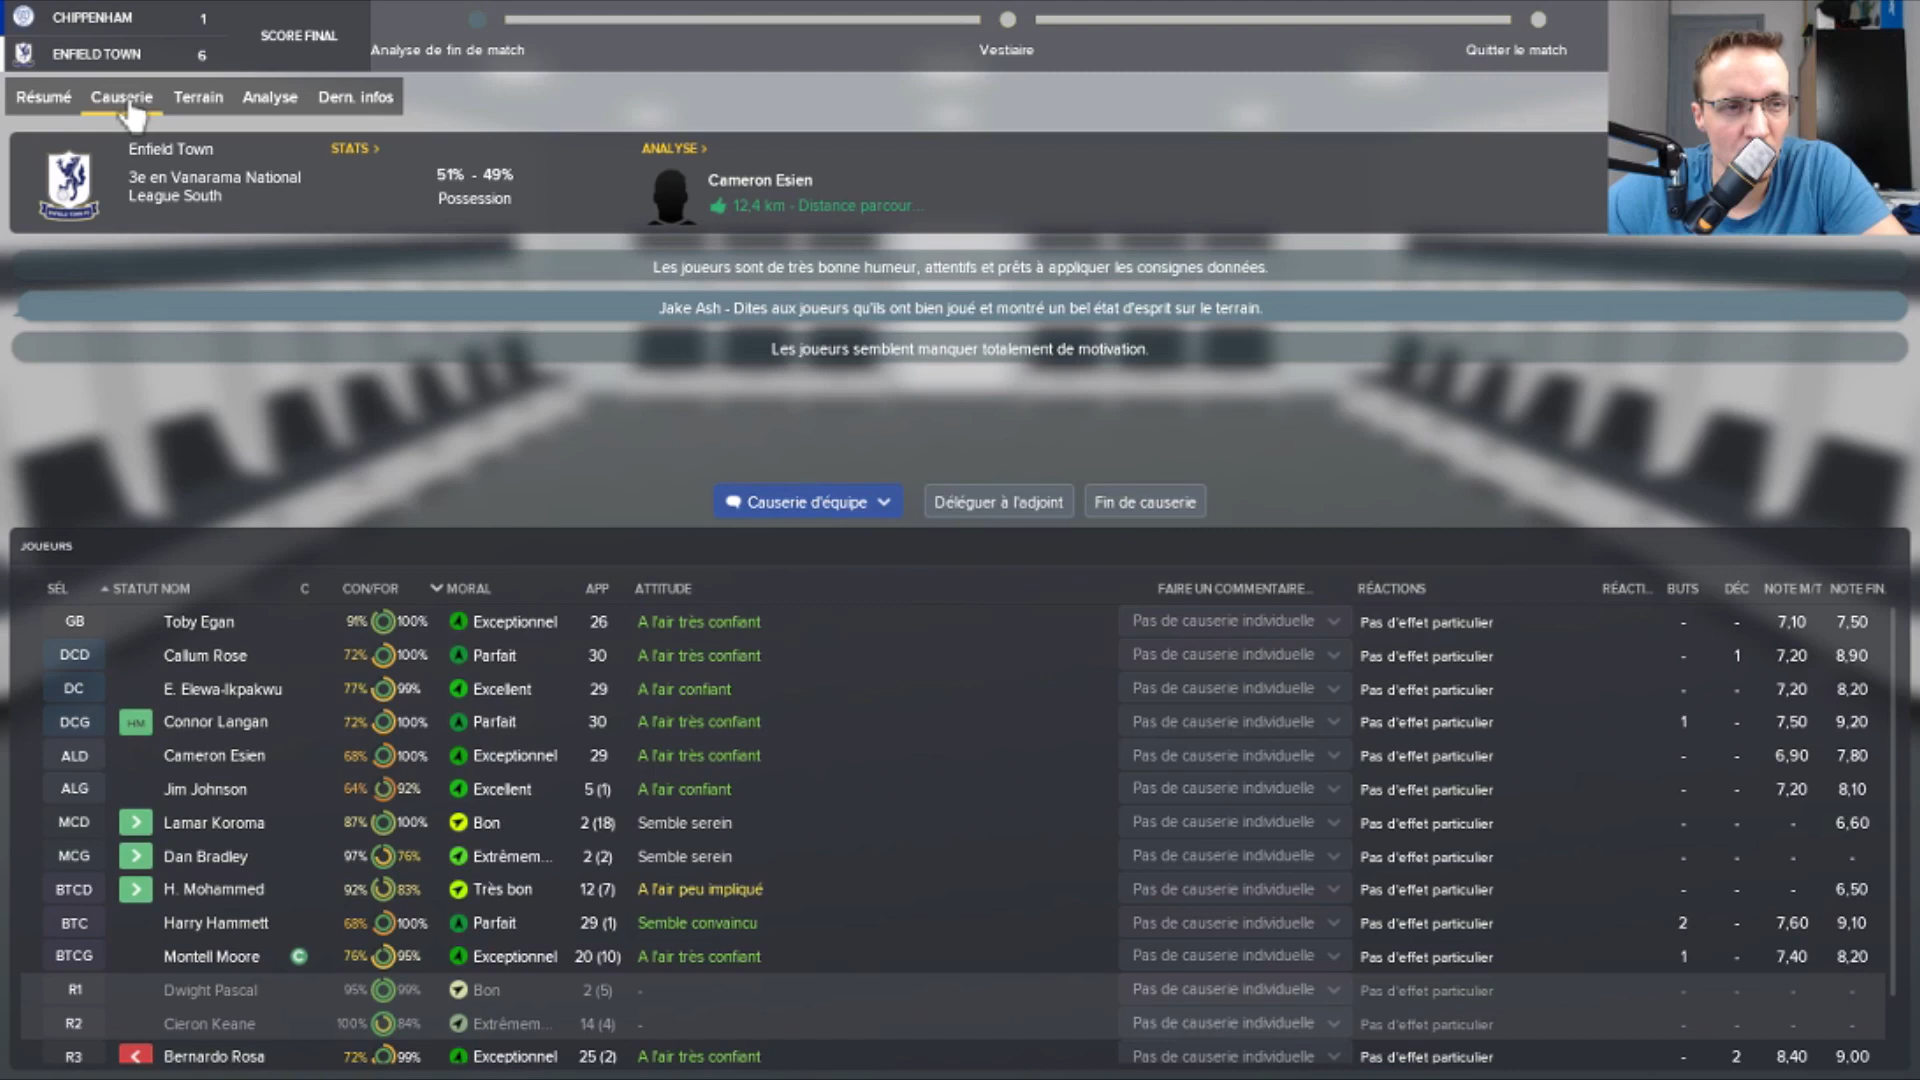 CHIPPENHAM 1
ENFIELD TOWN 6
SCORE FINAL
Analyse de fin de match
Vestiaire
Quitter le match
Résumé Causerie Terrain Analyse Dern. infos
Enfield Town
3e en Vanarama National
League South
STATS >
51% - 49%
Possession
ANALYSE >
Cameron Esien
12,4 km - Distance parcour...
Les joueurs sont de très bonne humeur, attentifs et prêts à appliquer les consignes données.
Jake Ash - Dites aux joueurs qu'ils ont bien joué et montré un bel état d'esprit sur le terrain.
Les joueurs semblent manquer totalement de motivation.
Causerie d'équipe Déléguer à l'adjoint Fin de causerie
JOUEURS
SÉL STATUT NOM C CON/FOR MORAL APP ATTITUDE FAIRE UN COMMENTAIRE... RÉACTIONS RÉACTI... BUTS DÉC NOTE M/T NOTE FIN.
GB Toby Egan 91% 100% Exceptionnel 26 A l'air très confiant Pas de causerie individuelle Pas d'effet particulier - - 7,10 7,50
DCD Callum Rose 72% 100% Parfait 30 A l'air très confiant Pas de causerie individuelle Pas d'effet particulier - 1 7,20 8,90
DC E. Elewa-Ikpakwu 77% 99% Excellent 29 A l'air confiant Pas de causerie individuelle Pas d'effet particulier - - 7,20 8,20
DCG HM Connor Langan 72% 100% Parfait 30 A l'air très confiant Pas de causerie individuelle Pas d'effet particulier 1 - 7,50 9,20
ALD Cameron Esien 68% 100% Exceptionnel 29 A l'air très confiant Pas de causerie individuelle Pas d'effet particulier - - 6,90 7,80
ALG Jim Johnson 64% 92% Excellent 5 (1) A l'air confiant Pas de causerie individuelle Pas d'effet particulier - - 7,20 8,10
MCD Lamar Koroma 87% 100% Bon 2 (18) Semble serein Pas de causerie individuelle Pas d'effet particulier - - - 6,60
MCG Dan Bradley 97% 76% Extrêmem... 2 (2) Semble serein Pas de causerie individuelle Pas d'effet particulier - - - -
BTCD H. Mohammed 92% 83% Très bon 12 (7) A l'air peu impliqué Pas de causerie individuelle Pas d'effet particulier - - - 6,50
BTC Harry Hammett 68% 100% Parfait 29 (1) Semble convaincu Pas de causerie individuelle Pas d'effet particulier 2 - 7,60 9,10
BTCG Montell Moore C 76% 95% Exceptionnel 20 (10) A l'air très confiant Pas de causerie individuelle Pas d'effet particulier 1 - 7,40 8,20
R1 Dwight Pascal 95% 99% Bon 2 (5) - Pas de causerie individuelle Pas d'effet particulier - - - -
R2 Cieron Keane 100% 84% Extrêmem... 14 (4) - Pas de causerie individuelle Pas d'effet particulier - - - -
R3 Bernardo Rosa 72% 99% Exceptionnel 25 (2) A l'air très confiant Pas de causerie individuelle Pas d'effet particulier - 2 8,40 9,00